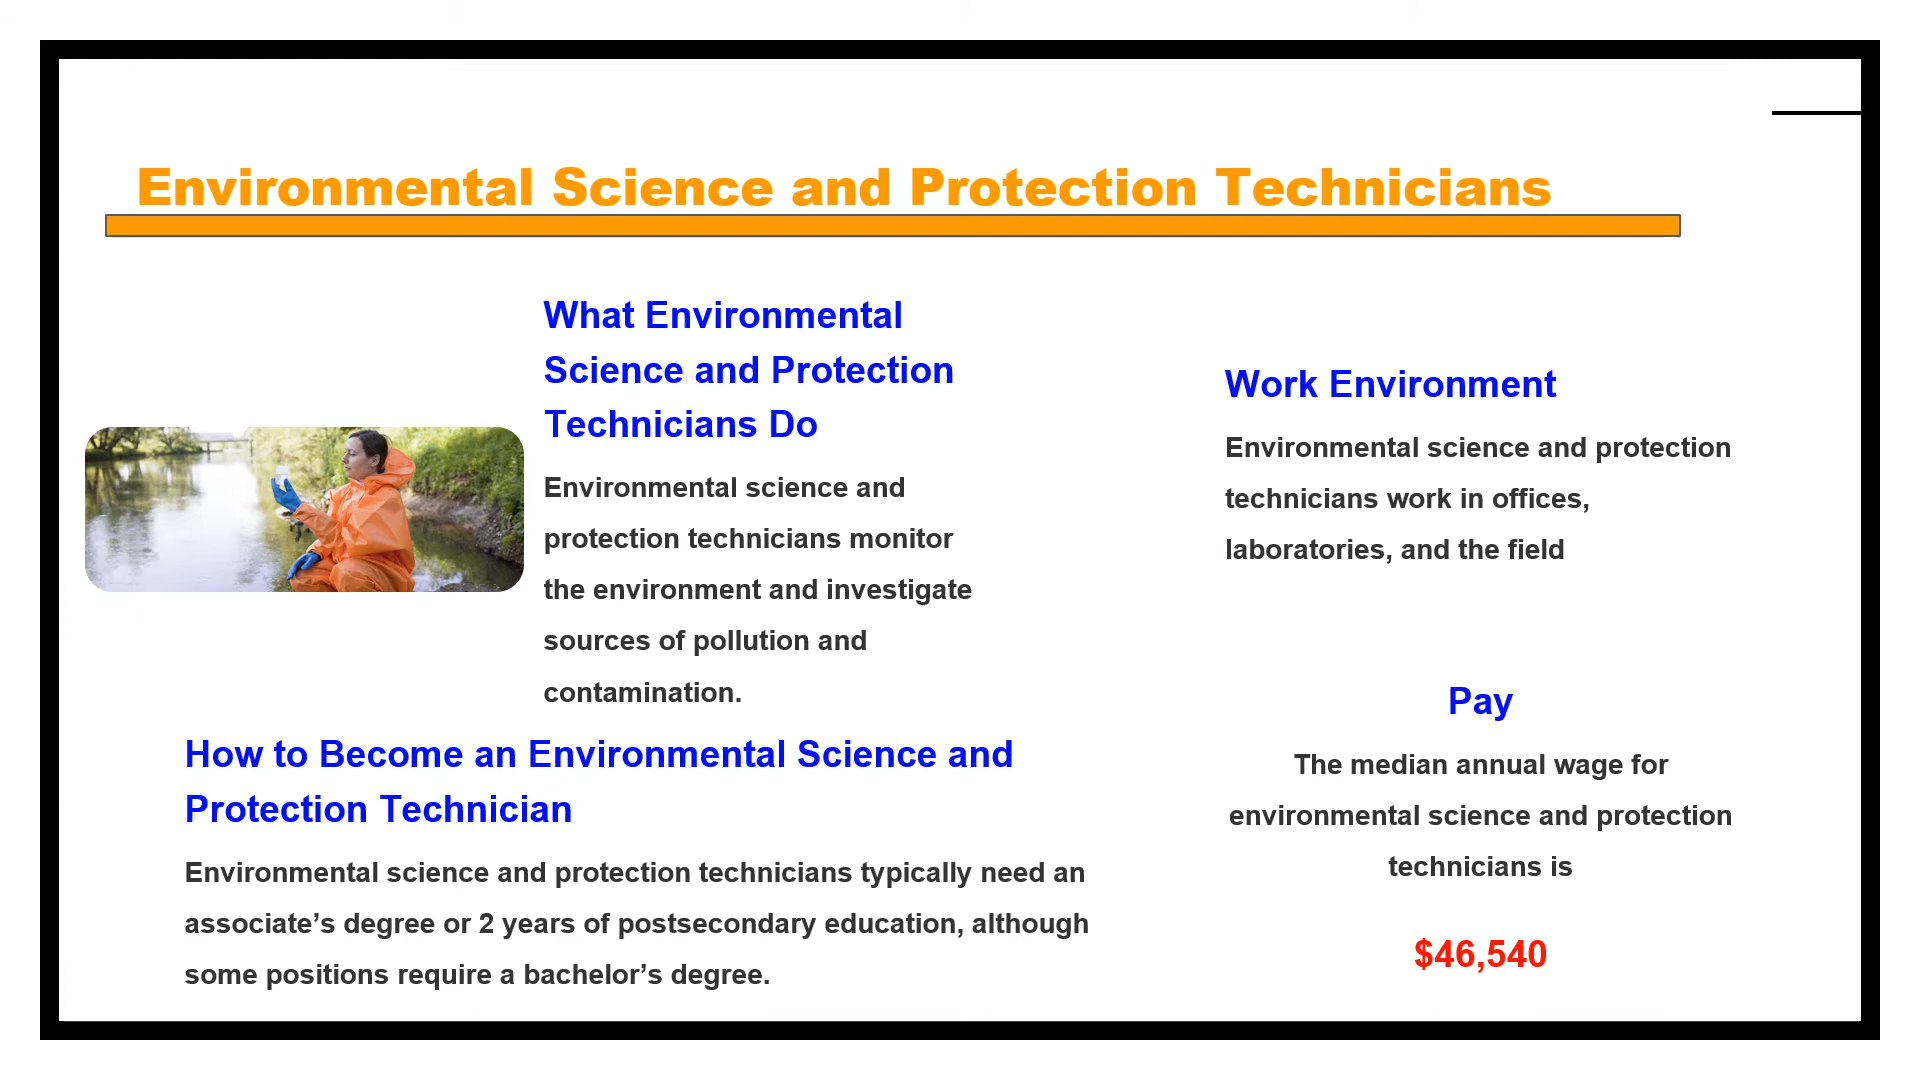 Environmental Science and Protection Technicians
What Environmental
Science and Protection
Technicians Do
Environmental science and
protection technicians monitor
the environment and investigate
sources of pollution and
contamination.
How to Become an Environmental Science and
Protection Technician
Environmental science and protection technicians typically need an
associate’s degree or 2 years of postsecondary education, although
some positions require a bachelor’s degree.
Work Environment
Environmental science and protection
technicians work in offices,
laboratories, and the field
Pay
The median annual wage for
environmental science and protection
technicians is
$46,540